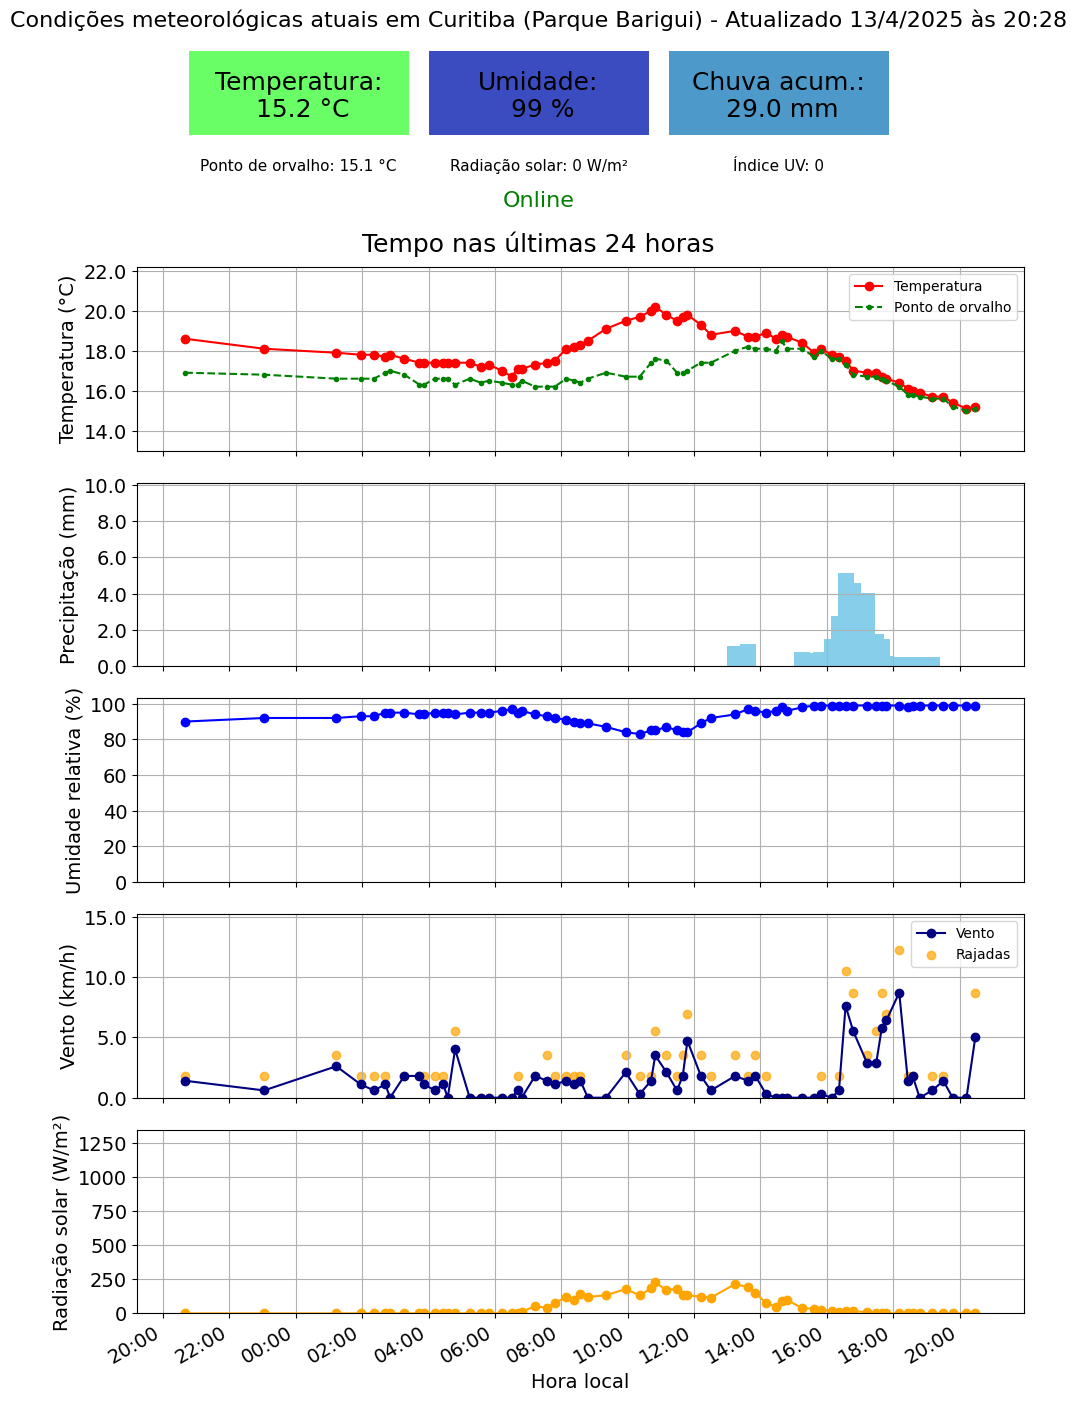 Condições meteorológicas atuais em Curitiba (Parque Barigui) - Atualizado 13/4/2025 às 20:28
Temperatura:
15.2 °C
Umidade:
99 %
Chuva acum.:
29.0 mm
Ponto de orvalho: 15.1 °C
Radiação solar: 0 W/m²
Índice UV: 0
Online
Tempo nas últimas 24 horas
Temperatura (°C)
22.0
20.0
18.0
16.0
14.0
Temperatura
Ponto de orvalho
Precipitação (mm)
10.0
8.0
6.0
4.0
2.0
0.0
Umidade relativa (%)
100
80
60
40
20
0
Vento (km/h)
15.0
10.0
5.0
0.0
Vento
Rajadas
Radiação solar (W/m²)
1250
1000
750
500
250
0
20:00
22:00
00:00
02:00
04:00
06:00
08:00
10:00
12:00
14:00
16:00
18:00
20:00
Hora local